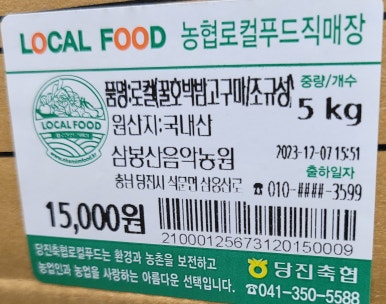 LOCAL FOOD 농협로컬푸드직매장
품명:로컬(꿀호박밤고구매(조규성)
중량/개수
5 kg
원산지:국내산
LOCAL FOOD
삼봉산음악농원
2023-12-07 15:51
출하일자
충남 당진시 석문면 삼봉산로
☎ 010-####-3599
15,000원
21000125673120150009
당진축협로컬푸드는 환경과 농촌을 보전하고
농업인과 농업을 사랑하는 아름다운 선택입니다.
당진축협
☎041-350-5588